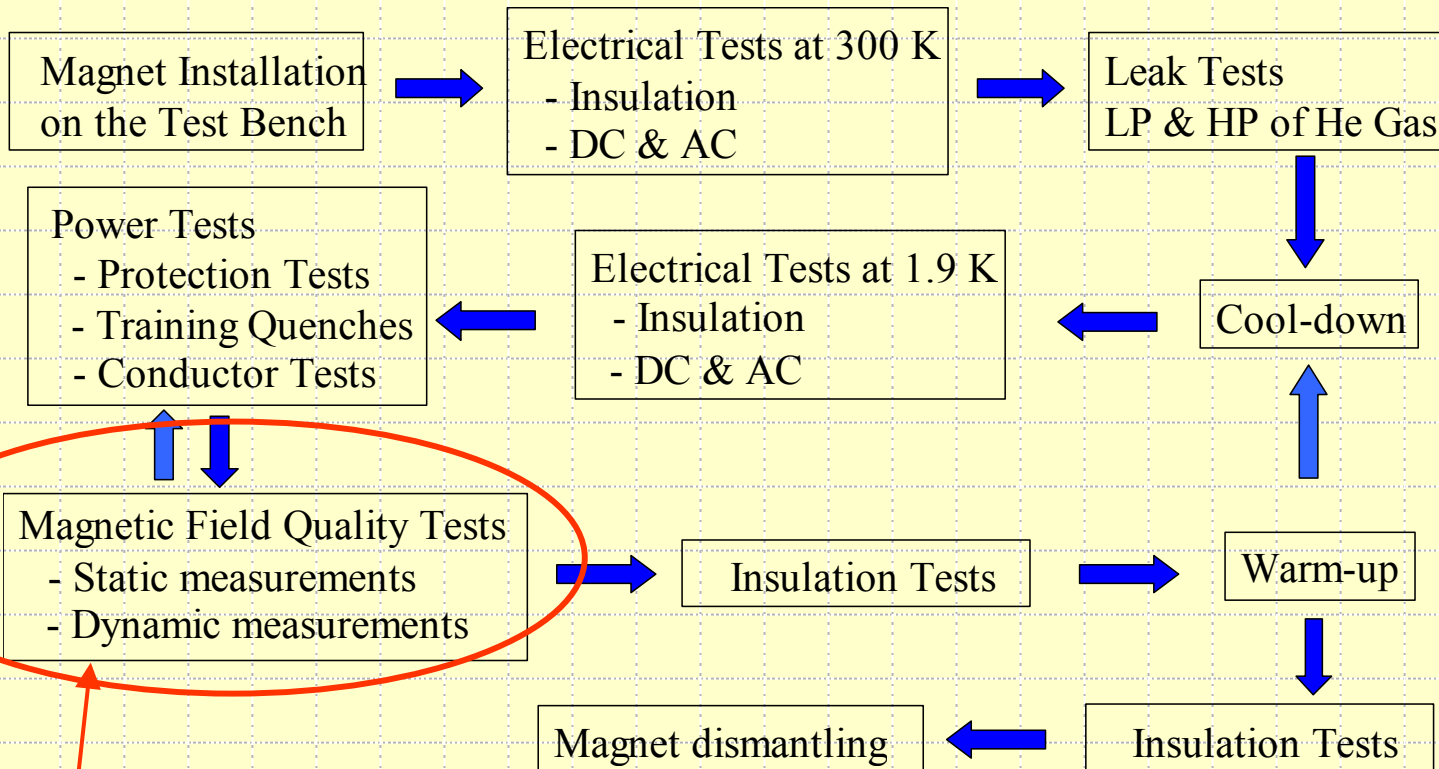 Magnet Installation
on the Test Bench
Electrical Tests at 300 K
- Insulation
- DC & AC
Leak Tests
LP & HP of He Gas
Power Tests
- Protection Tests
- Training Quenches
- Conductor Tests
Electrical Tests at 1.9 K
- Insulation
- DC & AC
Cool-down
Magnetic Field Quality Tests
- Static measurements
- Dynamic measurements
Insulation Tests
Warm-up
Magnet dismantling
Insulation Tests